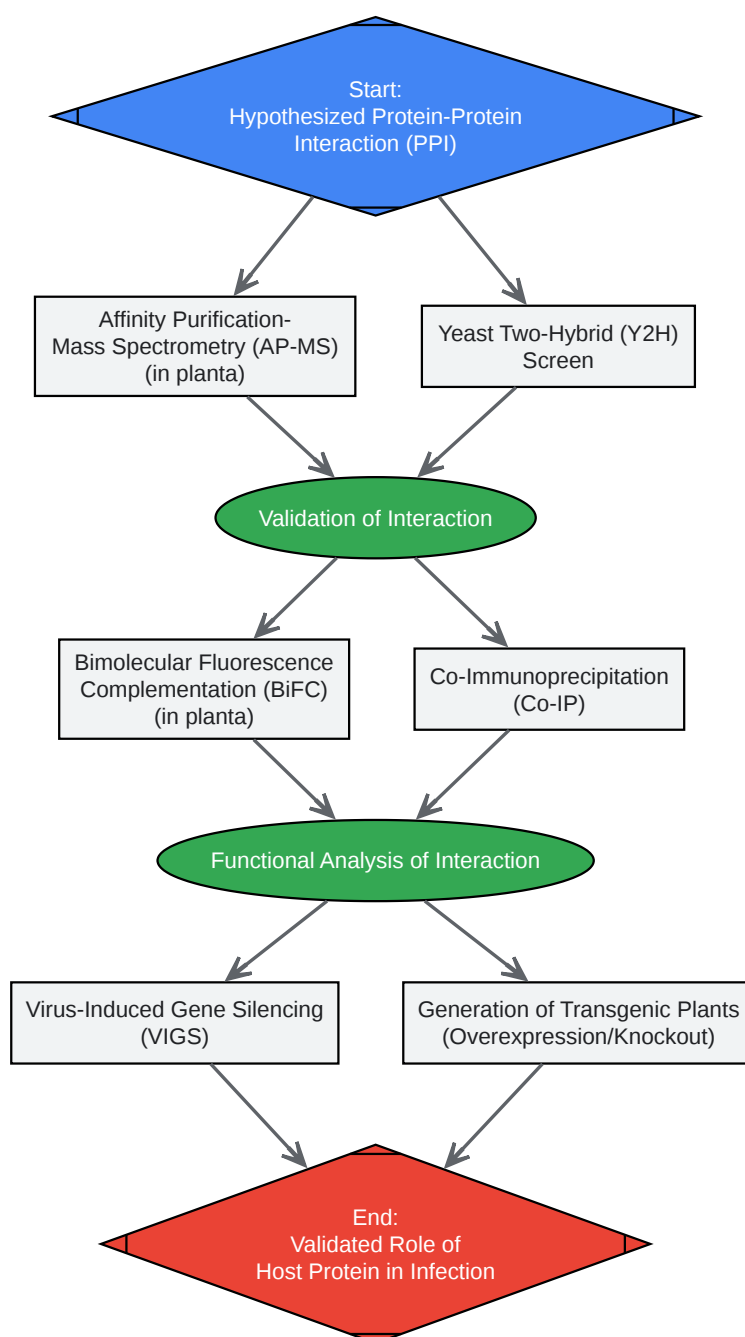 Start:
Hypothesized Protein-Protein
Interaction (PPI)
Affinity Purification-
Mass Spectrometry (AP-MS)
(in planta)
Yeast Two-Hybrid (Y2H)
Screen
Validation of Interaction
Bimolecular Fluorescence
Complementation (BiFC)
(in planta)
Co-Immunoprecipitation
(Co-IP)
Functional Analysis of Interaction
Virus-Induced Gene Silencing
(VIGS)
Generation of Transgenic Plants
(Overexpression/Knockout)
End:
Validated Role of
Host Protein in Infection